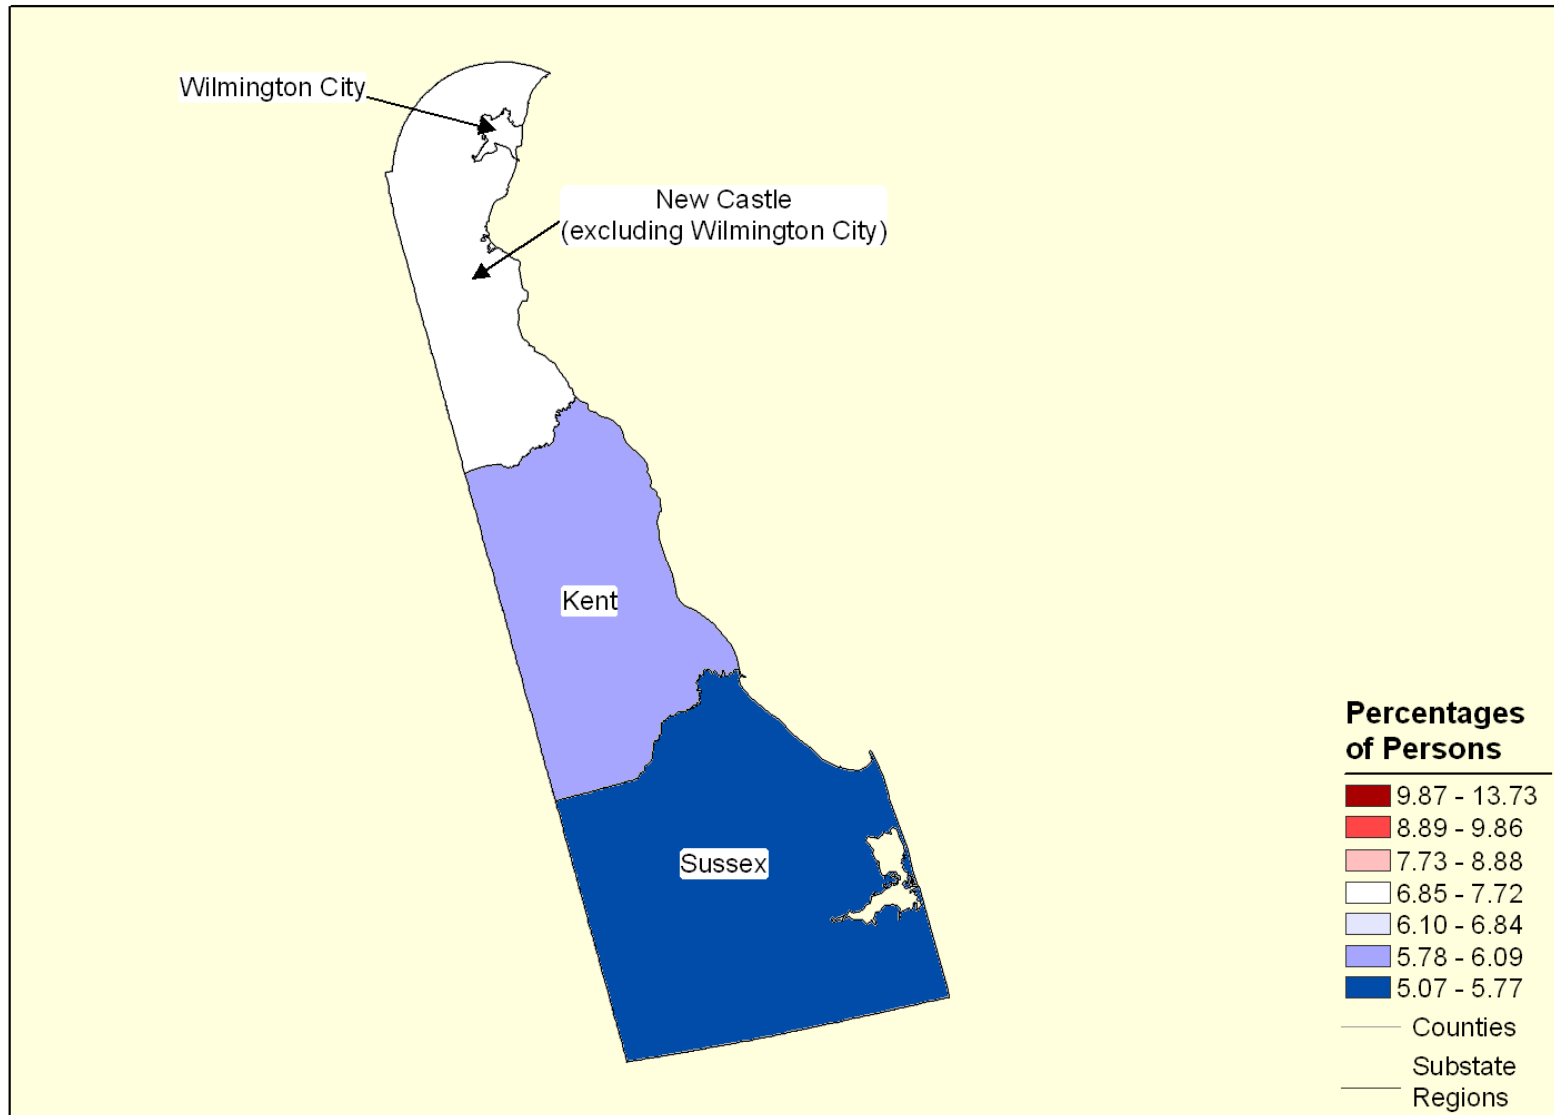 Wilmington City
New Castle
(excluding Wilmington City)
Kent
Sussex
Percentages
of Persons
9.87 - 13.73
8.89 - 9.86
7.73 - 8.88
6.85 - 7.72
6.10 - 6.84
5.78 - 6.09
5.07 - 5.77
Counties
Substate
Regions